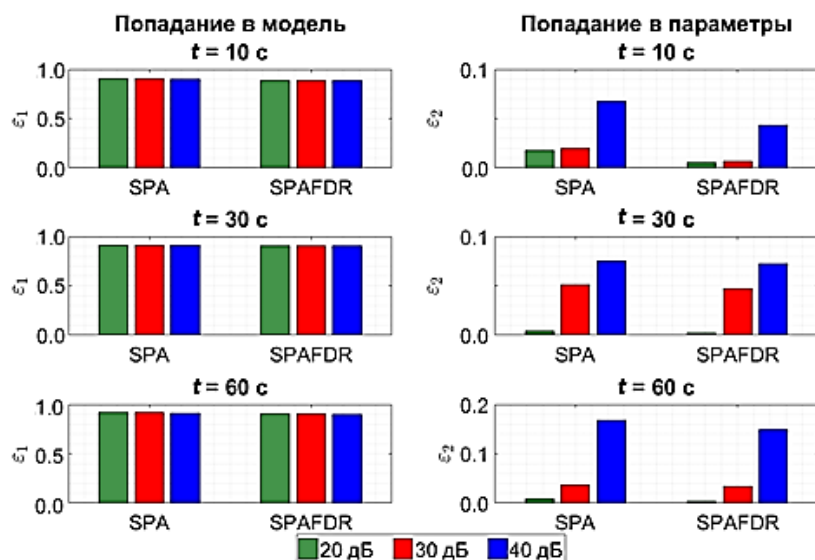 Попадание в модель
Попадание в параметры
t = 10 с
t = 10 с
1.0
0.5
0.0
ε1
SPA
SPAFDR
0.1
0.0
ε2
SPA
SPAFDR
t = 30 с
t = 30 с
1.0
0.5
0.0
ε1
SPA
SPAFDR
0.1
0.0
ε2
SPA
SPAFDR
t = 60 с
t = 60 с
1.0
0.5
0.0
ε1
SPA
SPAFDR
0.2
0.1
0.0
ε2
SPA
SPAFDR
20 дБ 30 дБ 40 дБ